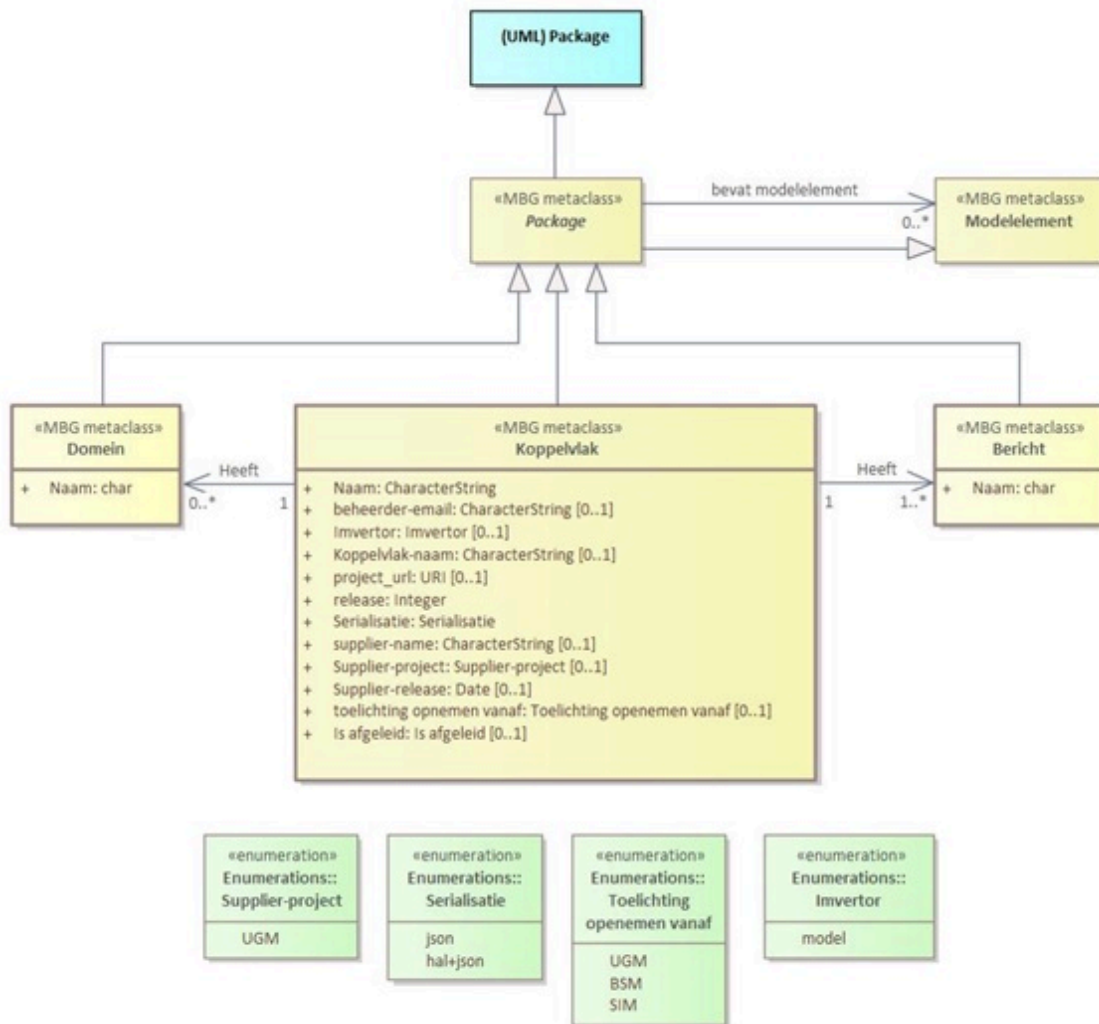 (UML) Package
«MBG metaclass»
Package
bevat modelelement
0..*
«MBG metaclass»
Modelelement
«MBG metaclass»
Domein
+ Naam: char
Heeft
0..*
1
«MBG metaclass»
Koppelvlak
+ Naam: CharacterString
+ beheerder-email: CharacterString [0..1]
+ Imvertor: Imvertor [0..1]
+ Koppelvlak-naam: CharacterString [0..1]
+ project_url: URI [0..1]
+ release: Integer
+ Serialisatie: Serialisatie
+ supplier-name: CharacterString [0..1]
+ Supplier-project: Supplier-project [0..1]
+ Supplier-release: Date [0..1]
+ toelichting opnemen vanaf: Toelichting openemen vanaf [0..1]
+ Is afgeleid: Is afgeleid [0..1]
Heeft
1
1..*
«MBG metaclass»
Bericht
+ Naam: char
«enumeration»
Enumerations::
Supplier-project
UGM
«enumeration»
Enumerations::
Serialisatie
json
hal+json
«enumeration»
Enumerations::
Toelichting
openemen vanaf
UGM
BSM
SIM
«enumeration»
Enumerations::
Imvertor
model